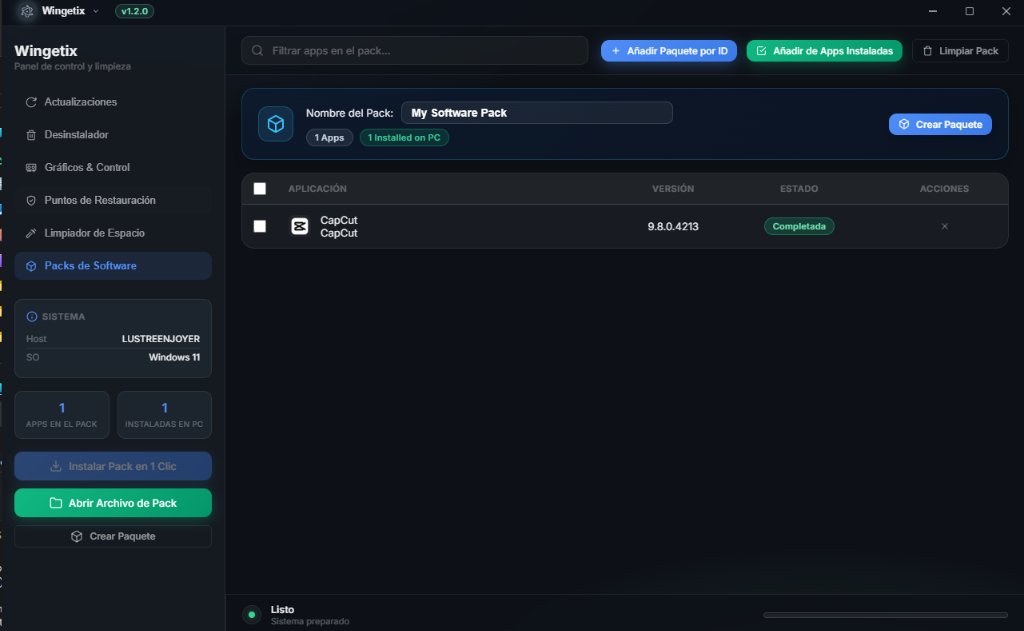 Wingetix
v1.2.0
Wingetix
Panel de control y limpieza
Actualizaciones
Desinstalador
Gráficos & Control
Puntos de Restauración
Limpiador de Espacio
Packs de Software
SISTEMA
Host LUSTREENJOYER
SO Windows 11
1
APPS EN EL PACK
1
INSTALADAS EN PC
Instalar Pack en 1 Clic
Abrir Archivo de Pack
Crear Paquete
Filtrar apps en el pack...
+ Añadir Paquete por ID
Añadir de Apps Instaladas
Limpiar Pack
Nombre del Pack: My Software Pack
1 Apps
1 Installed on PC
Crear Paquete
APLICACIÓN VERSIÓN ESTADO ACCIONES
CapCut
CapCut
9.8.0.4213
Completada
Listo
Sistema preparado